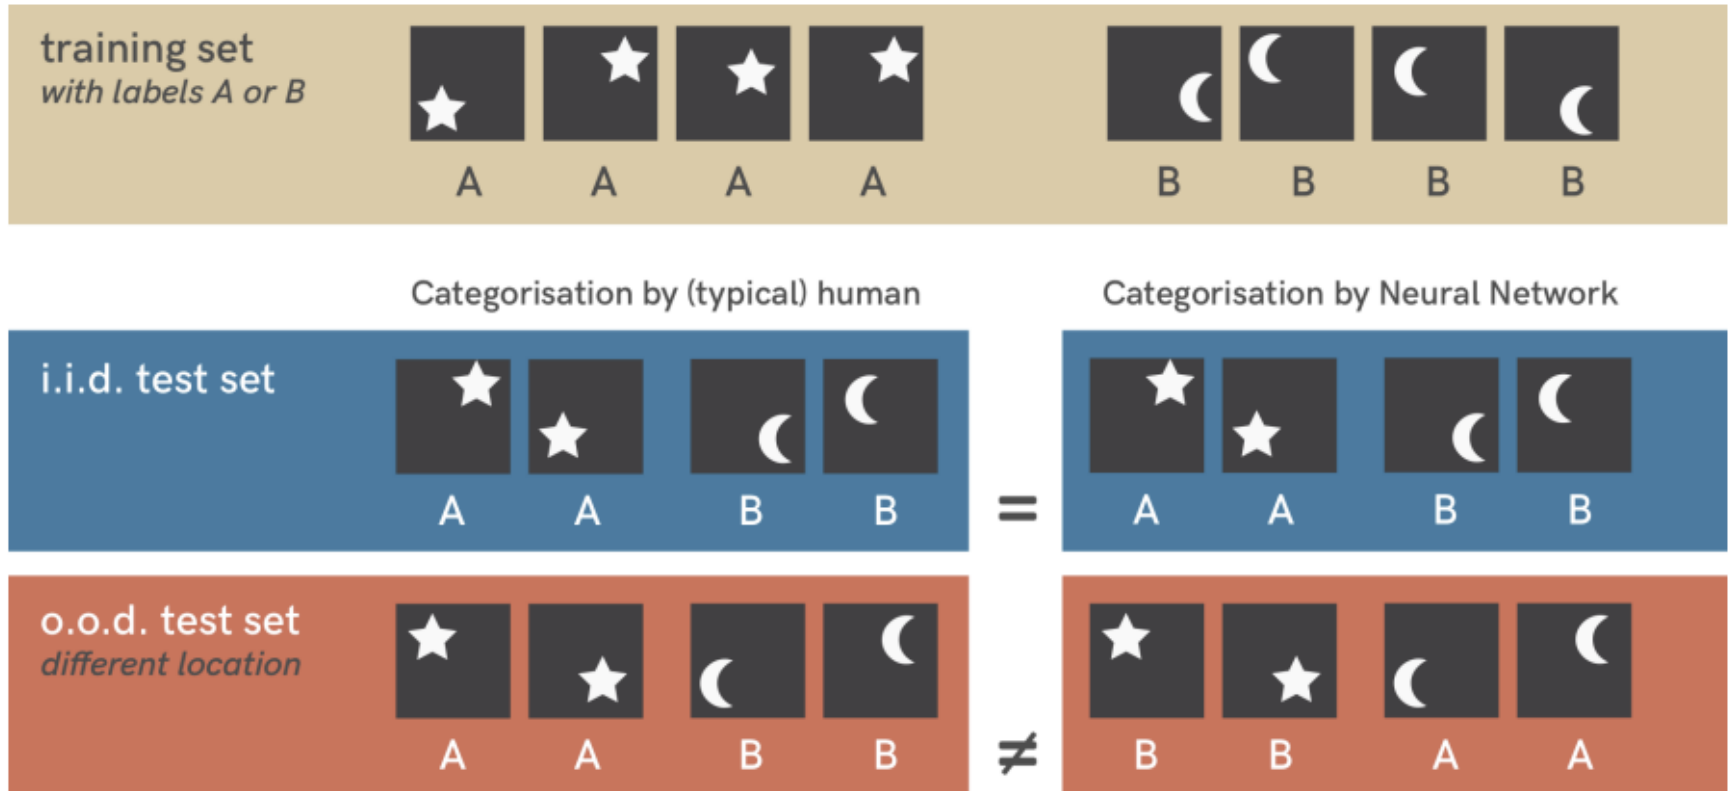 training set
with labels A or B
A A A A B B B B
Categorisation by (typical) human Categorisation by Neural Network
i.i.d. test set
A A B B = A A B B
o.o.d. test set
different location
A A B B ≠ B B A A